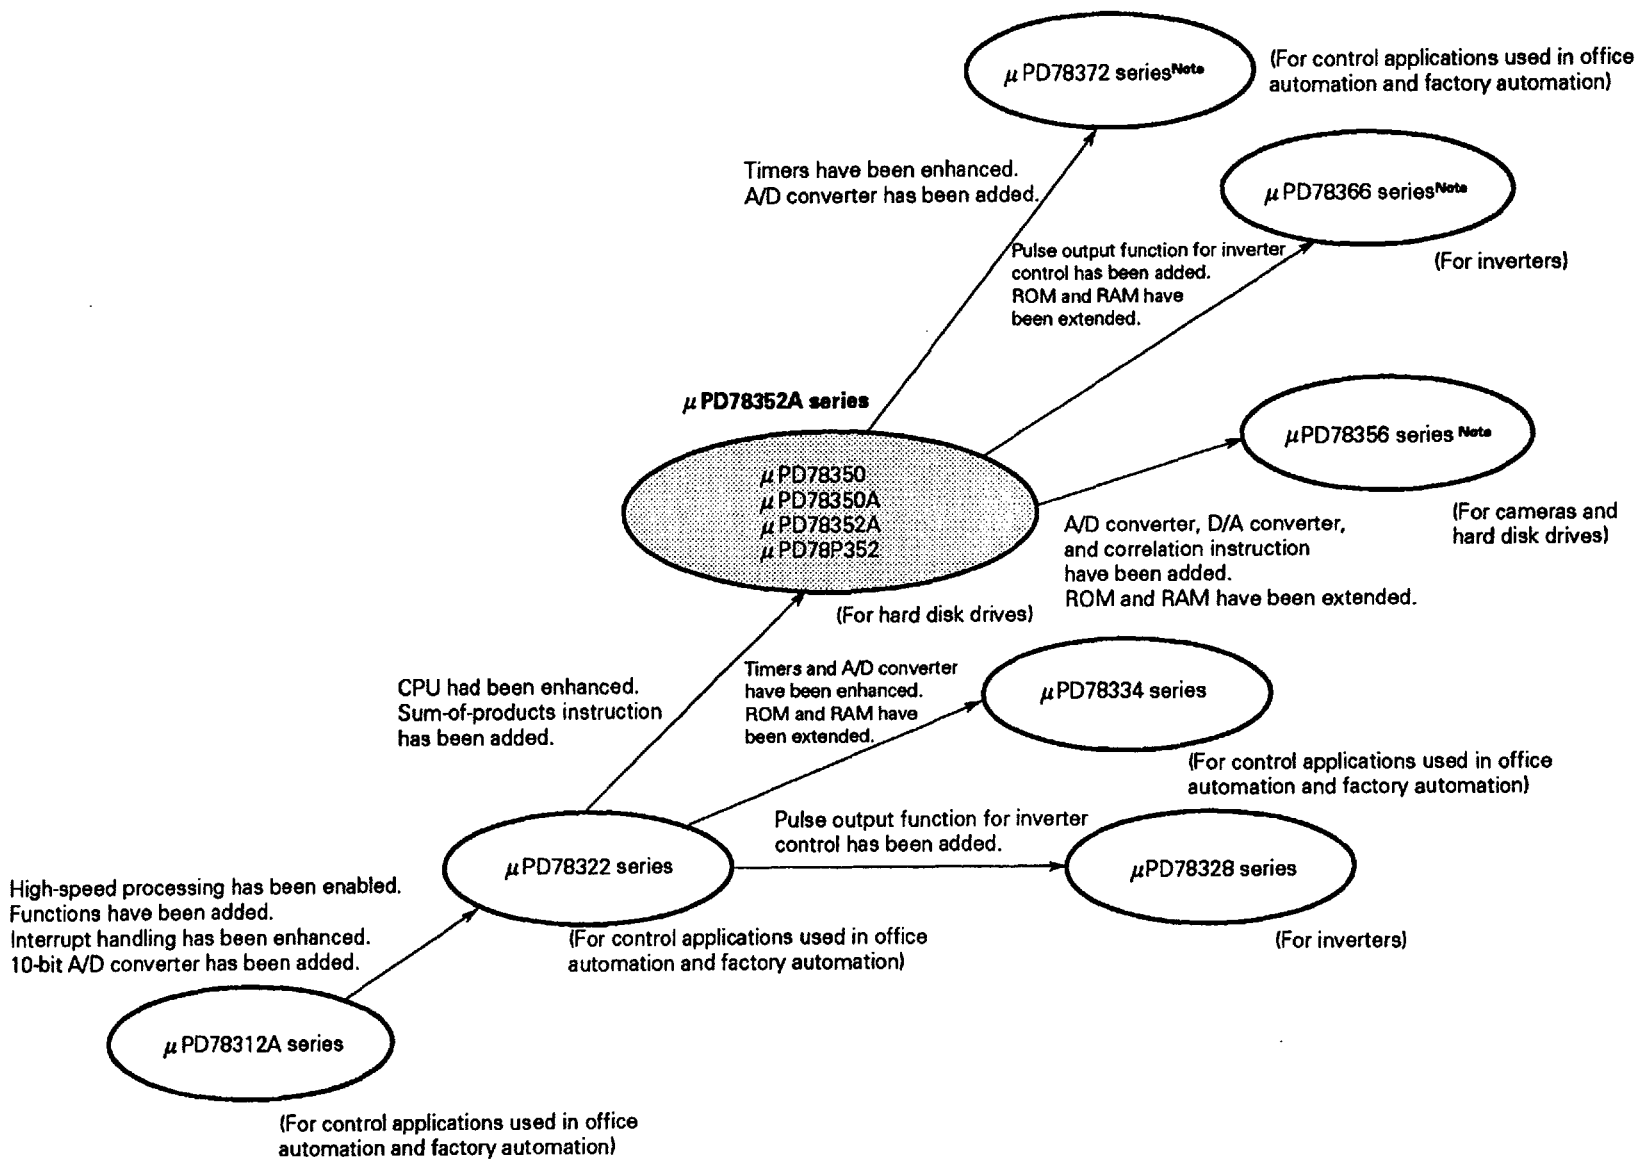 μPD78372 seriesNote
(For control applications used in office
automation and factory automation)
Timers have been enhanced.
A/D converter has been added.
μPD78366 seriesNote
(For inverters)
Pulse output function for inverter
control has been added.
ROM and RAM have
been extended.
μPD78352A series
μPD78350
μPD78350A
μPD78352A
μPD78P352
(For hard disk drives)
μPD78356 series Note
(For cameras and
hard disk drives)
A/D converter, D/A converter,
and correlation instruction
have been added.
ROM and RAM have been extended.
CPU had been enhanced.
Sum-of-products instruction
has been added.
Timers and A/D converter
have been enhanced.
ROM and RAM have
been extended.
μPD78334 series
(For control applications used in office
automation and factory automation)
Pulse output function for inverter
control has been added.
μPD78322 series
(For control applications used in office
automation and factory automation)
μPD78328 series
(For inverters)
High-speed processing has been enabled.
Functions have been added.
Interrupt handling has been enhanced.
10-bit A/D converter has been added.
μPD78312A series
(For control applications used in office
automation and factory automation)